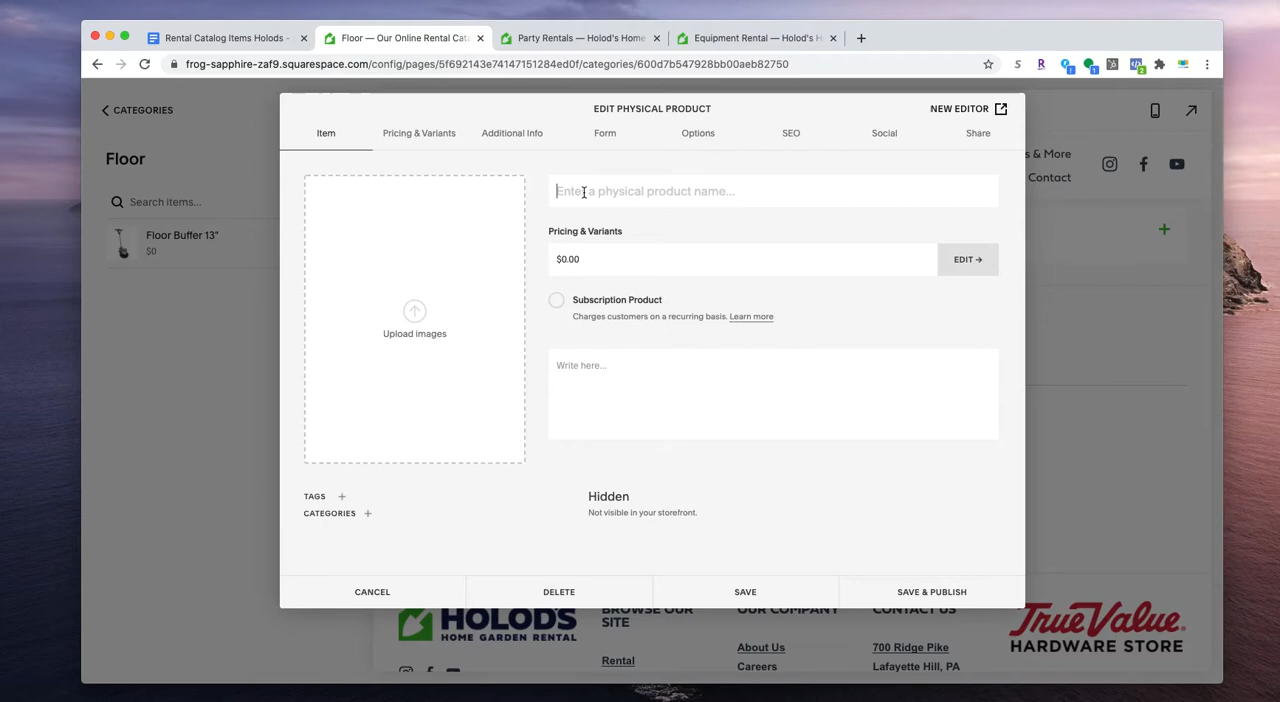 Rental Catalog Items Holods -
Floor — Our Online Rental Cata
Party Rentals — Holod's Home
Equipment Rental — Holod's H
frog-sapphire-zaf9.squarespace.com/config/pages/5f692143e74147151284ed0f/categories/600d7b547928bb00aeb82750
CATEGORIES
EDIT PHYSICAL PRODUCT
NEW EDITOR
Item
Pricing & Variants
Additional Info
Form
Options
SEO
Social
Share
Floor
s & More
Contact
Search items...
Enter a physical product name...
Floor Buffer 13"
$0
Pricing & Variants
$0.00
EDIT →
Subscription Product
Charges customers on a recurring basis. Learn more
Upload images
Write here...
TAGS +
CATEGORIES +
Hidden
Not visible in your storefront.
CANCEL
DELETE
SAVE
SAVE & PUBLISH
HOLOD'S
HOME GARDEN RENTAL
BROWSE OUR
SITE
OUR COMPANY
CONTACT US
True Value
HARDWARE STORE
Rental
About Us
Careers
700 Ridge Pike
Lafayette Hill, PA